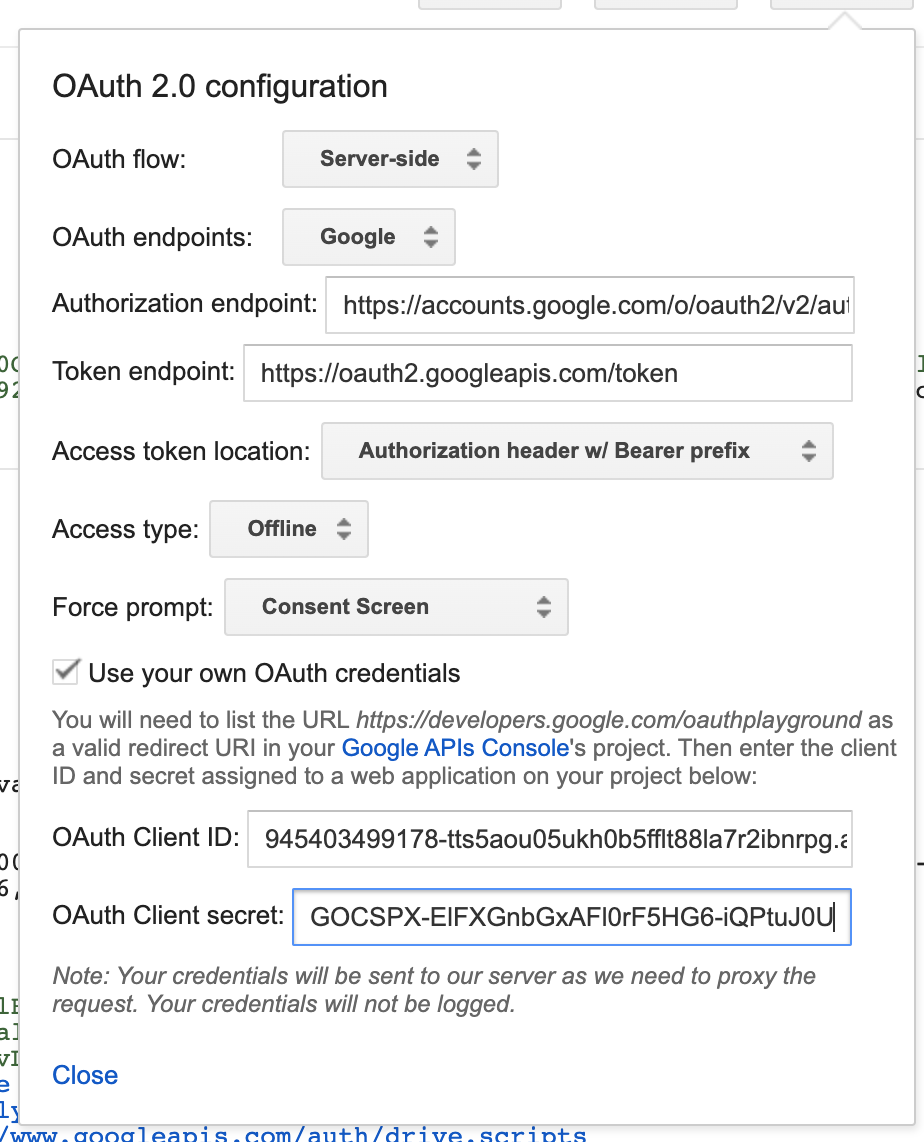 OAuth 2.0 configuration
OAuth flow: Server-side
OAuth endpoints: Google
Authorization endpoint: https://accounts.google.com/o/oauth2/v2/aut
Token endpoint: https://oauth2.googleapis.com/token
Access token location: Authorization header w/ Bearer prefix
Access type: Offline
Force prompt: Consent Screen
Use your own OAuth credentials
You will need to list the URL https://developers.google.com/oauthplayground as
a valid redirect URI in your Google APIs Console's project. Then enter the client
ID and secret assigned to a web application on your project below:
OAuth Client ID: 945403499178-tts5aou05ukh0b5fflt88la7r2ibnrpg.a
OAuth Client secret:
Note: Your credentials will be sent to our server as we need to proxy the
request. Your credentials will not be logged.
Close
/www.googleapis.com/auth/drive.scripts